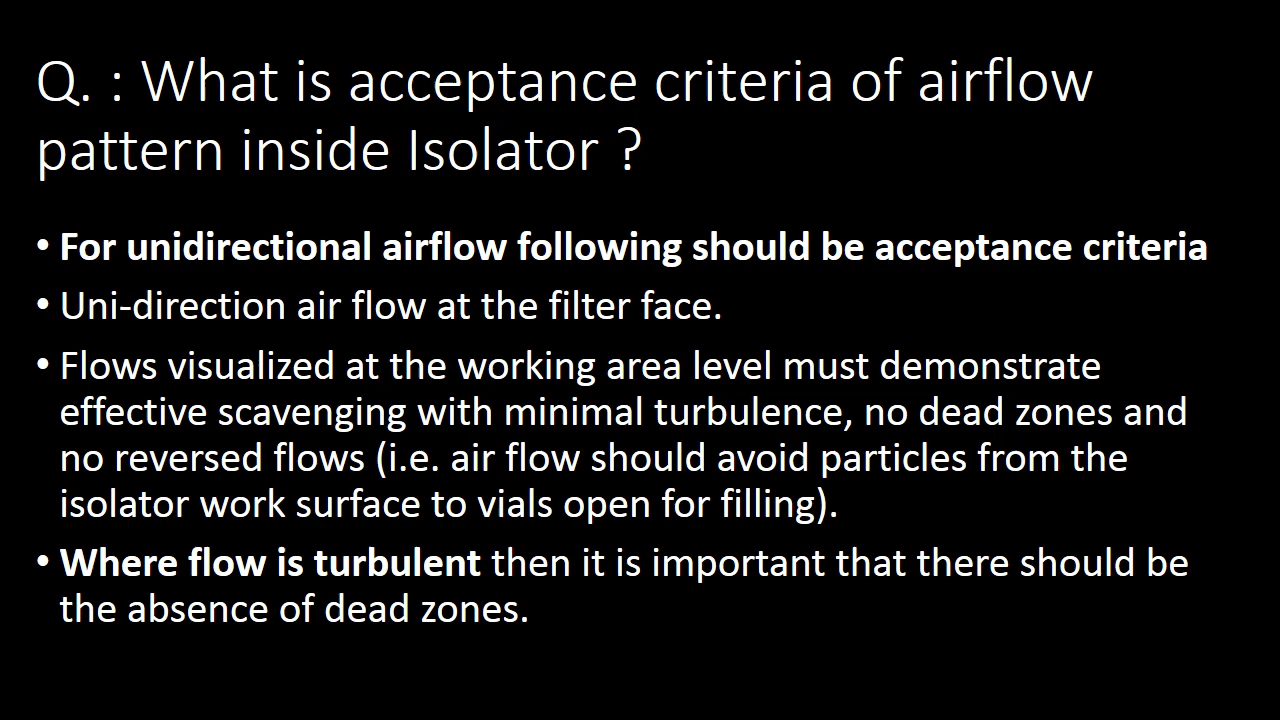 Q. : What is acceptance criteria of airflow
pattern inside Isolator ?
• For unidirectional airflow following should be acceptance criteria
• Uni-direction air flow at the filter face.
• Flows visualized at the working area level must demonstrate
effective scavenging with minimal turbulence, no dead zones and
no reversed flows (i.e. air flow should avoid particles from the
isolator work surface to vials open for filling).
• Where flow is turbulent then it is important that there should be
the absence of dead zones.